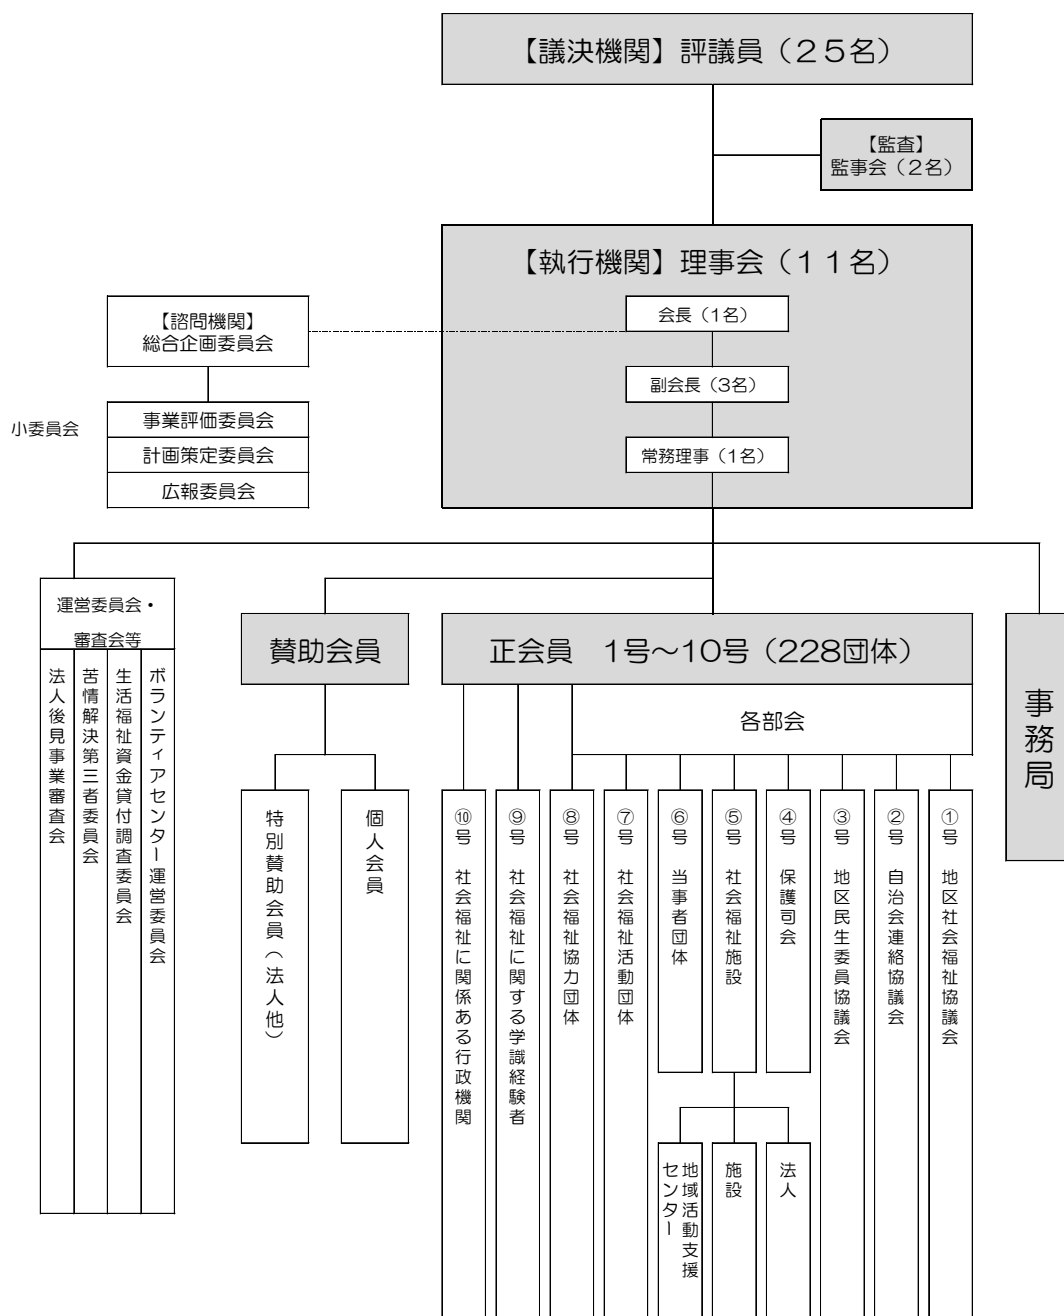 【議決機関】評議員（２５名）
【監査】
監事会（２名）
【執行機関】理事会（１１名）
会長（1名）
副会長（3名）
常務理事（1名）
【諮問機関】
総合企画委員会
小委員会
事業評価委員会
計画策定委員会
広報委員会
運営委員会・
審査会等
ボランティアセンター運営委員会
生活福祉資金貸付調査委員会
苦情解決第三者委員会
法人後見事業審査会
賛助会員
個人会員
特別賛助会員（法人他）
正会員　1号～10号（228団体）
各部会
①号　地区社会福祉協議会
②号　自治会連絡協議会
③号　地区民生委員協議会
④号　保護司会
⑤号　社会福祉施設
⑥号　当事者団体
⑦号　社会福祉活動団体
⑧号　社会福祉協力団体
⑨号　社会福祉に関する学識経験者
⑩号　社会福祉に関係ある行政機関
法人
施設
地域活動支援
センター
事務局